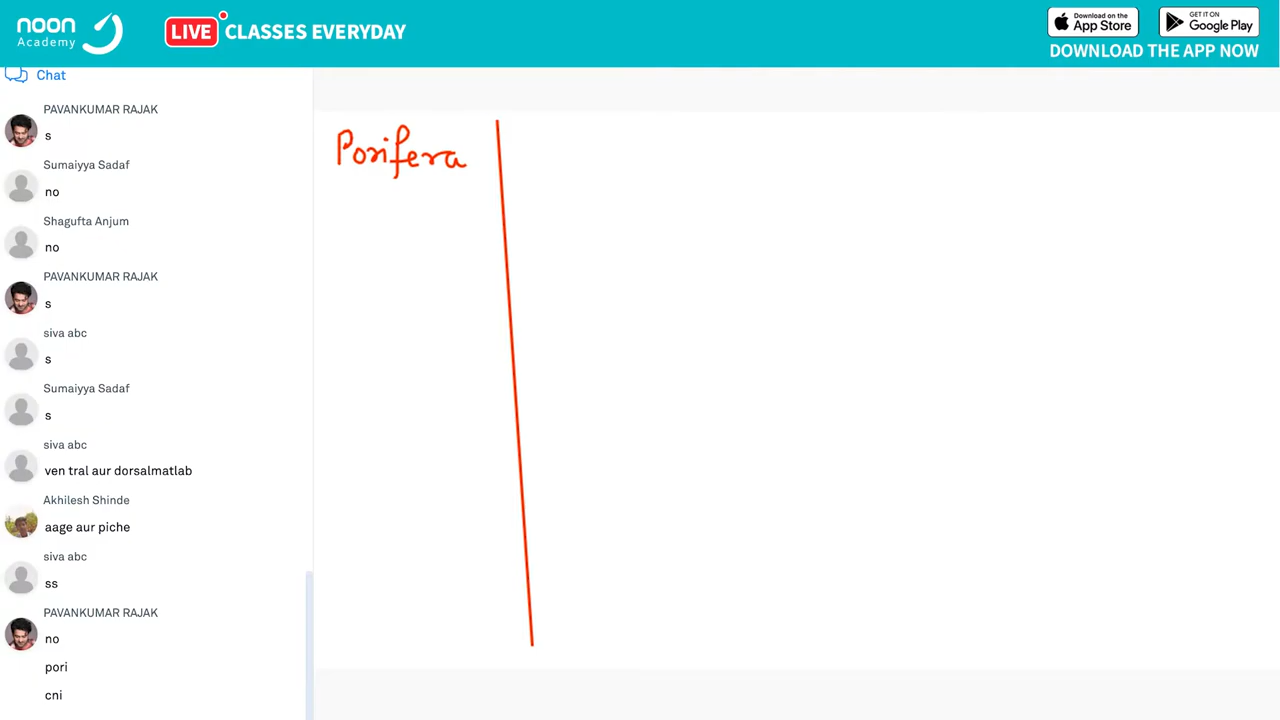 noon
Academy
LIVE CLASSES EVERYDAY
Download on the
App Store
GET IT ON
Google Play
DOWNLOAD THE APP NOW
Chat
PAVANKUMAR RAJAK
s
Sumaiyya Sadaf
no
Shagufta Anjum
no
PAVANKUMAR RAJAK
s
siva abc
s
Sumaiyya Sadaf
s
siva abc
ven tral aur dorsalmatlab
Akhilesh Shinde
aage aur piche
siva abc
ss
PAVANKUMAR RAJAK
no
pori
cni
Porifera